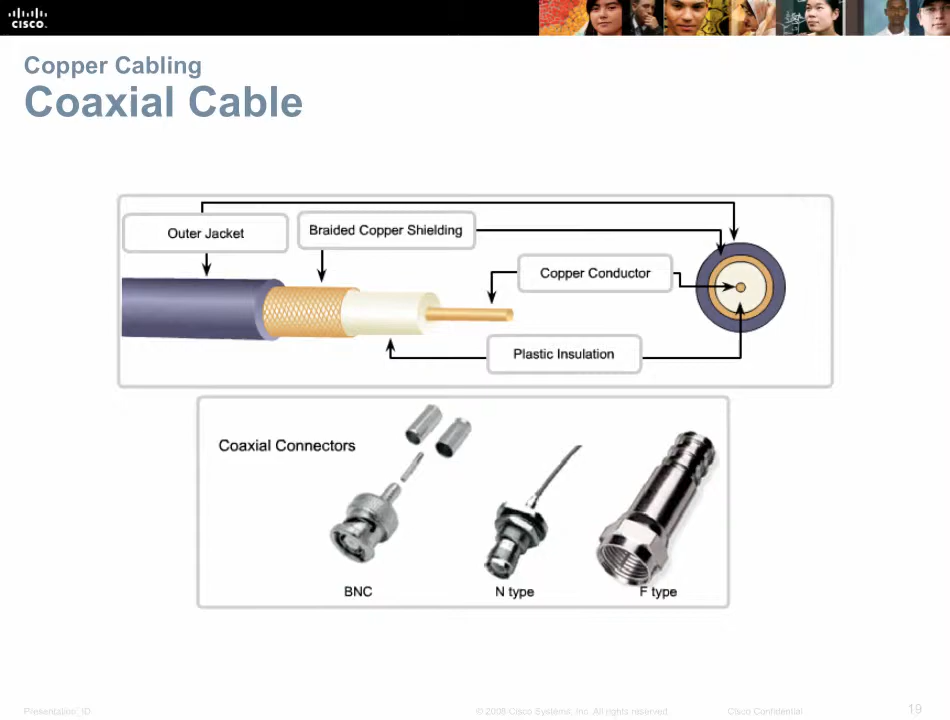 CISCO
Copper Cabling
Coaxial Cable
Outer Jacket
Braided Copper Shielding
Copper Conductor
Plastic Insulation
Coaxial Connectors
BNC
N type
F type
Presentation_ID
© 2008 Cisco Systems, Inc. All rights reserved.
Cisco Confidential
19